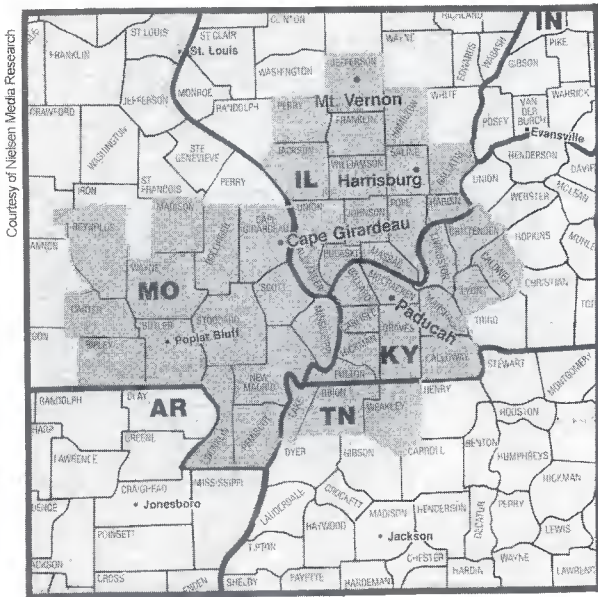 Courtesy of Nielsen Media Research
IN
ST LOUIS
ST CLAIR
St. Louis
FRANKLIN
WASHINGTON
WAYNE
EDWARDS
WABASH
PIKE
GIBSON
JEFFERSON
MONROE
RANDOLPH
JEFFERSON
PERRY
Mt. Vernon
FRANKLIN
HAMILTON
WHITE
WARRICK
POSEY
VAN
DER
BURCH
Evansville
CRAWFORD
WASHINGTON
STE
GENEVIEVE
JACKSON
WILLIAMSON
SALINE
HENDERSON
IRON
ST
FRANCOIS
PERRY
IL
Harrisburg
UNION
WEBSTER
MCLEAN
MADISON
UNION
JOHNSON
POPE
HARDIN
REYNOLDS
BOLLINGER
CAPE
GIRARDEAU
Cape Girardeau
CRITTENDEN
HOPKINS
WAYNE
ALEXANDER
PULASKI
MASSAC
LIVINGSTON
CALDWELL
MO
SCOTT
BALLARD
MCCRACKEN
LYON
CHRISTIAN
CARTER
BUTLER
STODDARD
MISSISSIPPI
CARLISLE
Paducah
MARSHALL
TRIGG
GRAVES
RIPLEY
Poplar Bluff
HICKMAN
KY
NEW
MADRID
FULTON
CALLOWAY
STEWART
MONTGOMERY
RANDOLPH
CLAY
AR
LAKE
OBION
HENRY
WEAKLEY
HOUSTON
GREENE
DUNKLIN
PEMISCOT
TN
LAWRENCE
DYER
GIBSON
CARROLL
BENTON
HUMPHREYS
HICKMAN
CRAIGHEAD
MISSISSIPPI
Jonesboro
LAUDERDALE
CROCKETT
MADISON
HENDERSON
DECATUR
PERRY
POINSETT
HAYWOOD
LEWIS
Jackson
TIPTON
CHESTER
WAYNE
CROSS
SHELBY
FAYETTE
HARDEMAN
HARDIN